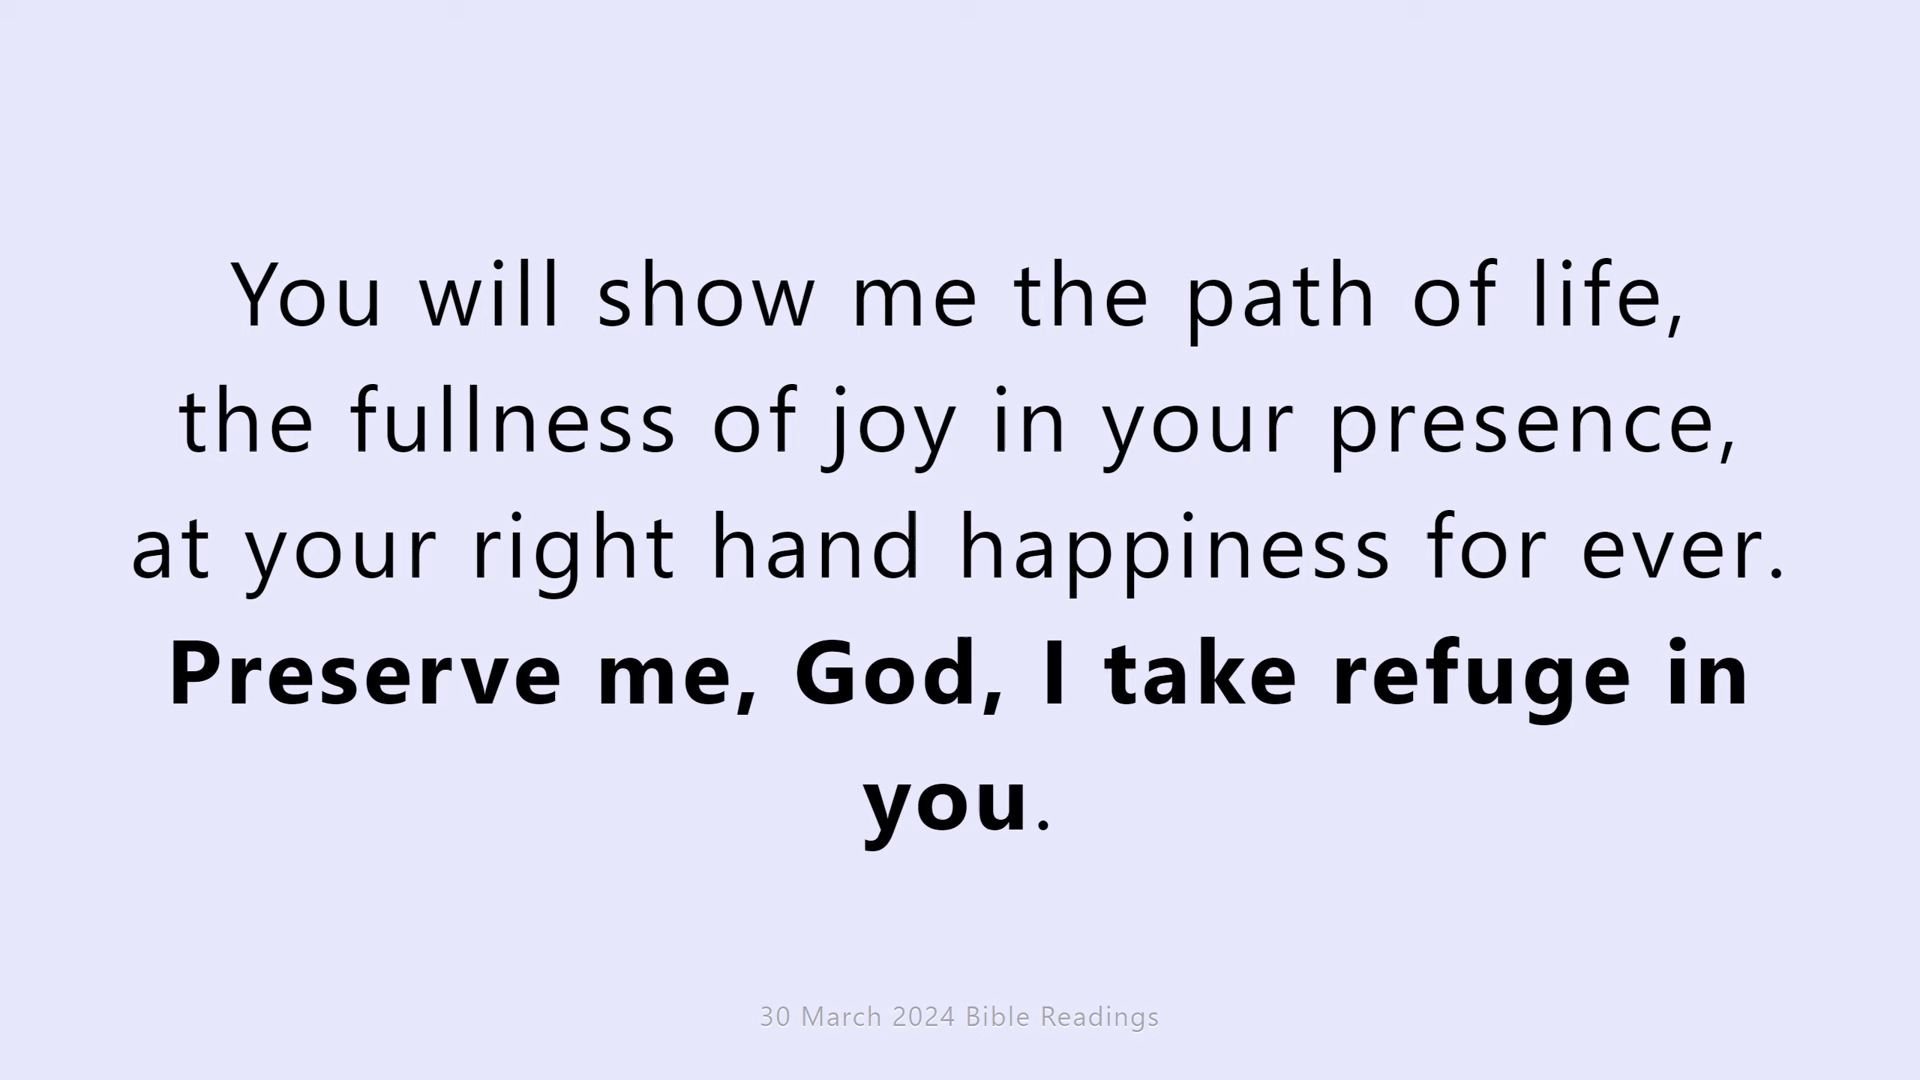 You will show me the path of life,
the fullness of joy in your presence,
at your right hand happiness for ever.
Preserve me, God, I take refuge in
you.
30 March 2024 Bible Readings